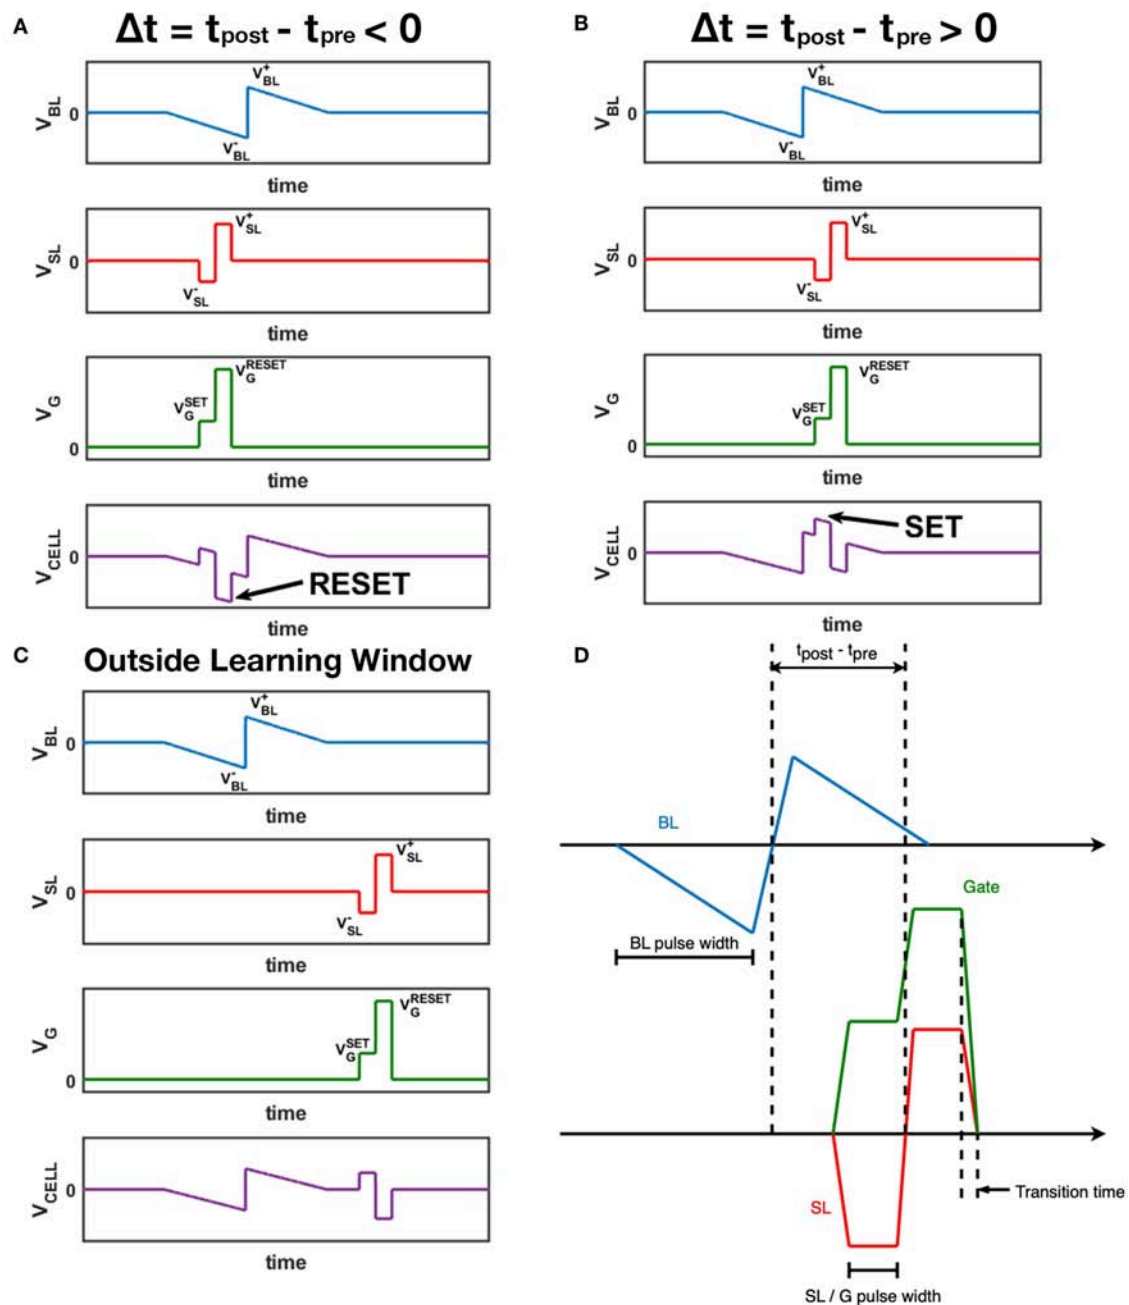 A
Δt = tpost - tpre < 0
VBL
0
V+BL
V-BL
time
VSL
0
V+SL
V-SL
time
VG
0
VGSET
VGRESET
time
VCELL
0
RESET
time
B
Δt = tpost - tpre > 0
VBL
0
V+BL
V-BL
time
VSL
0
V+SL
V-SL
time
VG
0
VGSET
VGRESET
time
VCELL
0
SET
time
C
Outside Learning Window
VBL
0
V+BL
V-BL
time
VSL
0
V+SL
V-SL
time
VG
0
VGSET
VGRESET
time
VCELL
0
time
D
tpost - tpre
BL
BL pulse width
Gate
SL
Transition time
SL / G pulse width